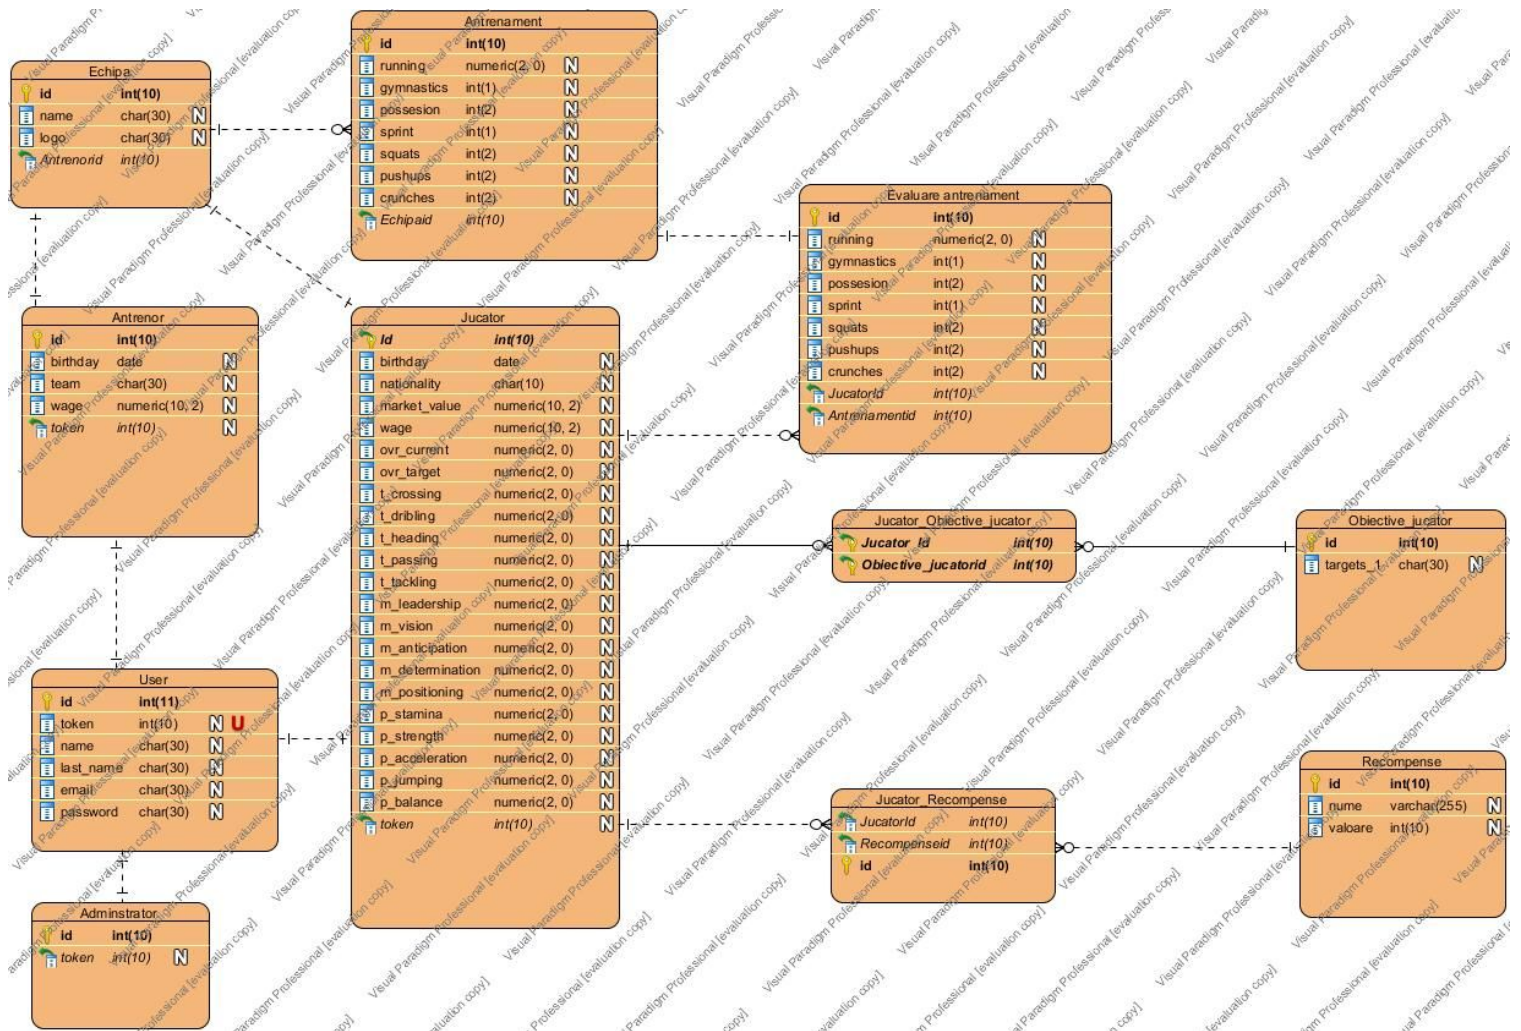 Echipa
id int(10)
name char(30) N
logo char(30) N
Antrenorid int(10)
Antrenament
id int(10)
running numeric(2, 0) N
gymnastics int(1) N
possesion int(2) N
sprint int(1) N
squats int(2) N
pushups int(2) N
crunches int(2) N
Echipaid int(10)
Evaluare antrenament
id int(10)
running numeric(2, 0) N
gymnastics int(1) N
possesion int(2) N
sprint int(1) N
squats int(2) N
pushups int(2) N
crunches int(2) N
JucatorId int(10)
Antrenamentid int(10)
Antrenor
id int(10)
birthday date N
team char(30) N
wage numeric(10, 2) N
token int(10) N
Jucator
Id int(10)
birthday date N
nationality char(10) N
market_value numeric(10, 2) N
wage numeric(10, 2) N
ovr_current numeric(2, 0) N
ovr_target numeric(2, 0) N
t_crossing numeric(2, 0) N
t_dribling numeric(2, 0) N
t_heading numeric(2, 0) N
t_passing numeric(2, 0) N
t_tackling numeric(2, 0) N
m_leadership numeric(2, 0) N
m_vision numeric(2, 0) N
m_anticipation numeric(2, 0) N
m_determination numeric(2, 0) N
m_positioning numeric(2, 0) N
p_stamina numeric(2, 0) N
p_strength numeric(2, 0) N
p_acceleration numeric(2, 0) N
p_jumping numeric(2, 0) N
p_balance numeric(2, 0) N
token int(10) N
Jucator_Obiective_jucator
Jucator_Id int(10)
Obiective_jucatorid int(10)
Obiective_jucator
id int(10)
targets_1 char(30) N
User
id int(11)
token int(10) N U
name char(30) N
last_name char(30) N
email char(30) N
password char(30) N
Jucator_Recompense
JucatorId int(10)
Recompenseid int(10)
id int(10)
Recompense
id int(10)
nume varchar(255) N
valoare int(10) N
Adminstrator
id int(10)
token int(10) N
Visual Paradigm Professional [evaluation copy]